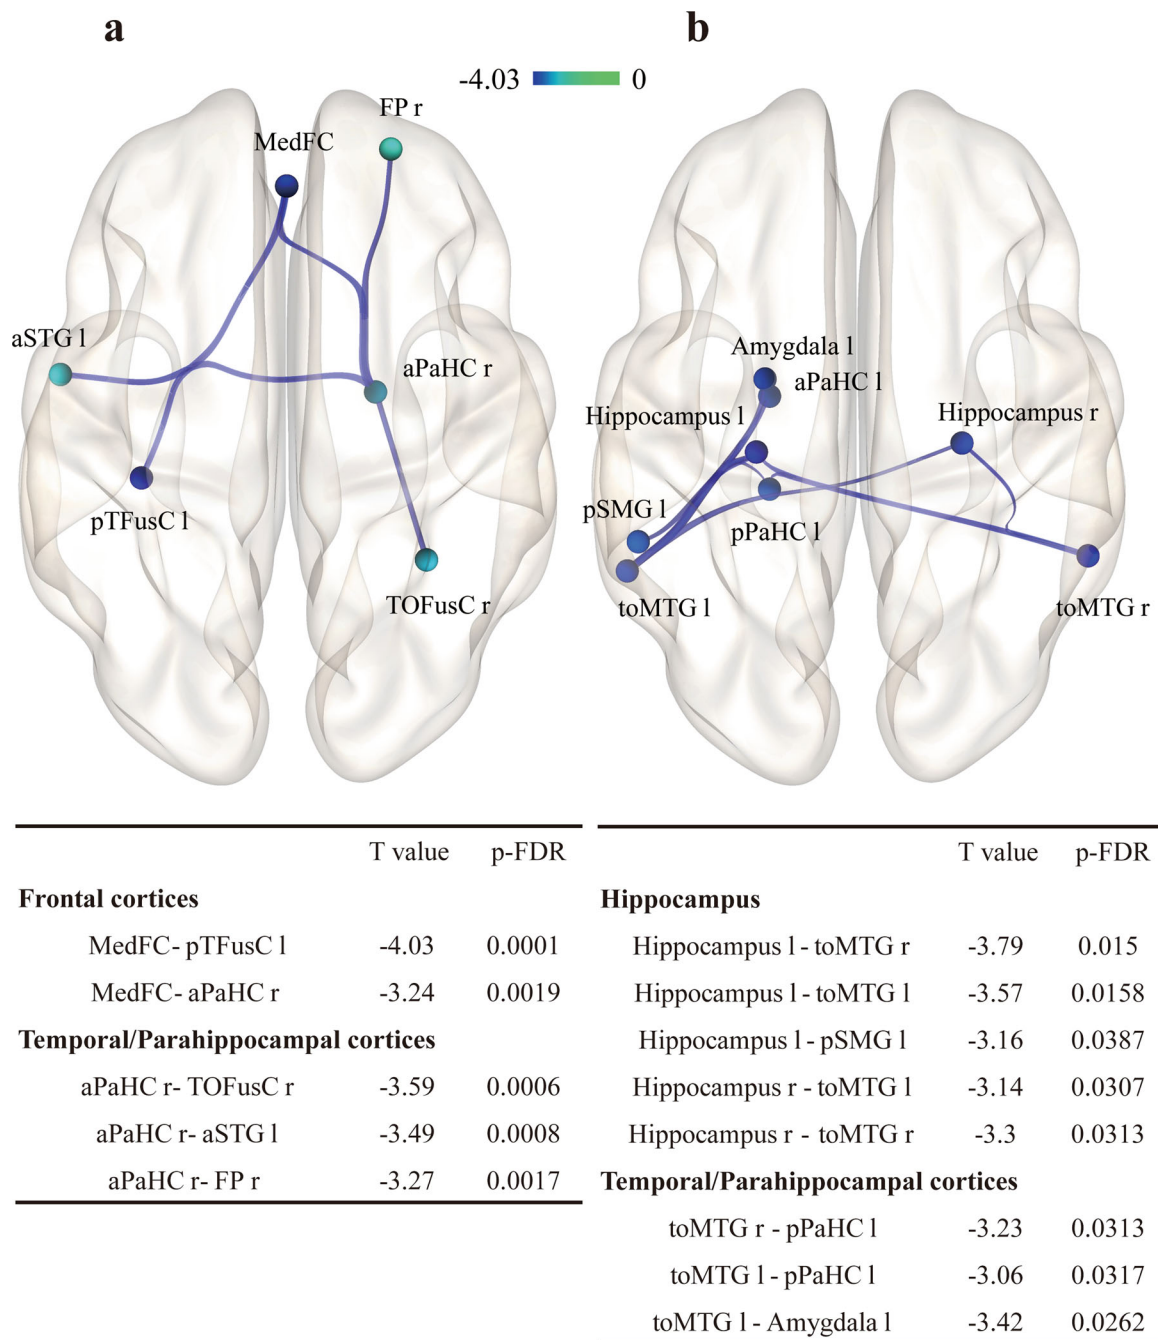 a
b
-4.03 0
FP r
MedFC
aSTG l
aPaHC r
pTFusC l
TOFusC r
Amygdala l
aPaHC l
Hippocampus l
Hippocampus r
pSMG l
pPaHC l
toMTG l
toMTG r
T value p-FDR
Frontal cortices
MedFC- pTFusC l -4.03 0.0001
MedFC- aPaHC r -3.24 0.0019
Temporal/Parahippocampal cortices
aPaHC r- TOFusC r -3.59 0.0006
aPaHC r- aSTG l -3.49 0.0008
aPaHC r- FP r -3.27 0.0017
T value p-FDR
Hippocampus
Hippocampus l - toMTG r -3.79 0.015
Hippocampus l - toMTG l -3.57 0.0158
Hippocampus l - pSMG l -3.16 0.0387
Hippocampus r - toMTG l -3.14 0.0307
Hippocampus r - toMTG r -3.3 0.0313
Temporal/Parahippocampal cortices
toMTG r - pPaHC l -3.23 0.0313
toMTG l - pPaHC l -3.06 0.0317
toMTG l - Amygdala l -3.42 0.0262